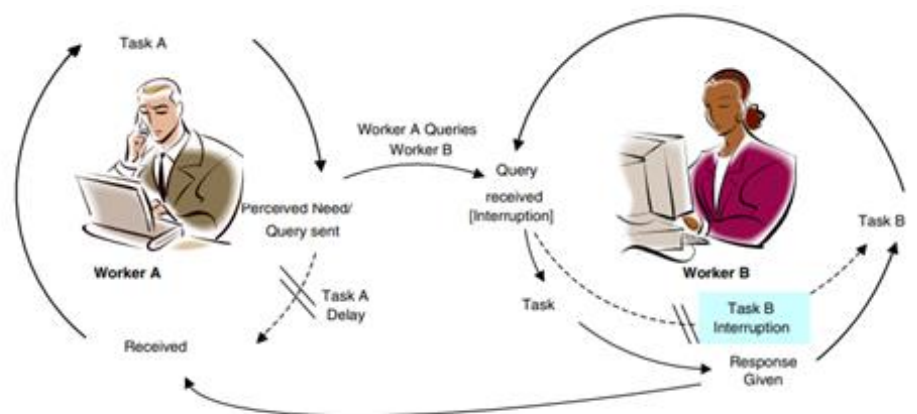 Task A
Worker A Queries
Worker B
Query
received
[Interruption]
Perceived Need/
Query sent
Task B
Worker A
Worker B
Task A
Delay
Task
Task B
Interruption
Received
Response
Given